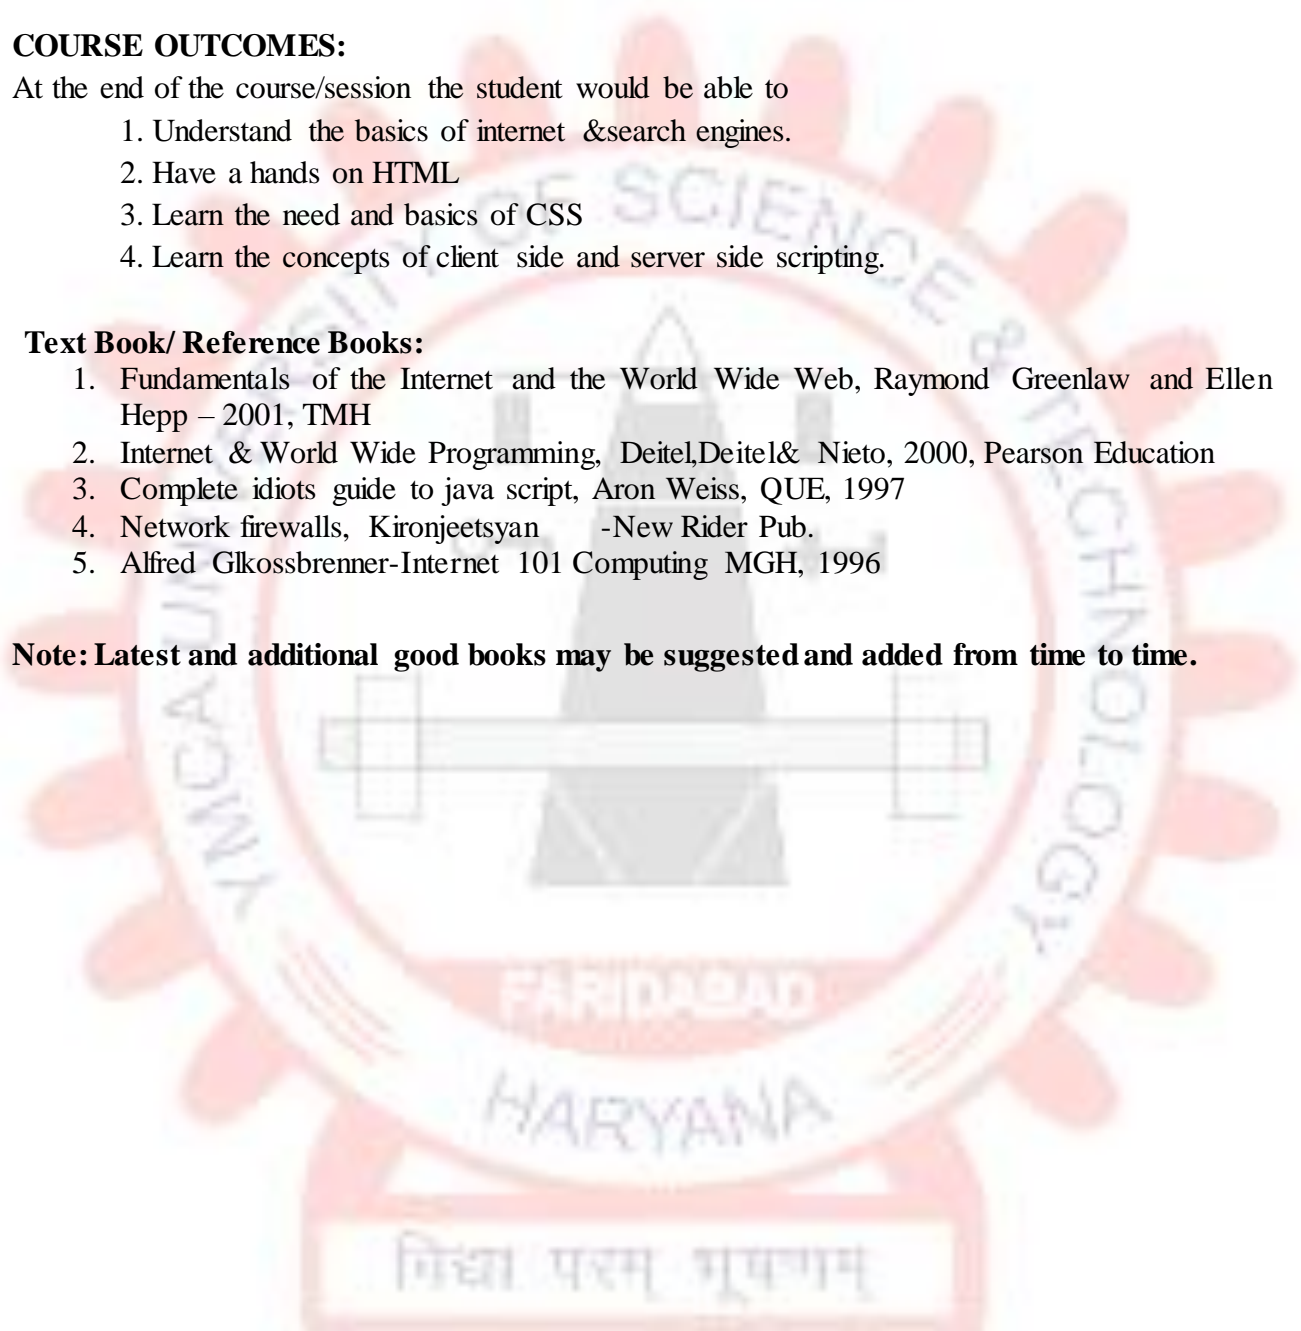 COURSE OUTCOMES:
At the end of the course/session the student would be able to
1. Understand the basics of internet &search engines.
2. Have a hands on HTML
3. Learn the need and basics of CSS
4. Learn the concepts of client side and server side scripting.
Text Book/ Reference Books:
1. Fundamentals of the Internet and the World Wide Web, Raymond Greenlaw and Ellen
Hepp – 2001, TMH
2. Internet & World Wide Programming, Deitel,Deitel& Nieto, 2000, Pearson Education
3. Complete idiots guide to java script, Aron Weiss, QUE, 1997
4. Network firewalls, Kironjeetsyan -New Rider Pub.
5. Alfred Glkossbrenner-Internet 101 Computing MGH, 1996
Note: Latest and additional good books may be suggested and added from time to time.
YMCA UNIVERSITY OF SCIENCE & TECHNOLOGY
FARIDABAD
HARYANA
विद्या परम् भूषणम्